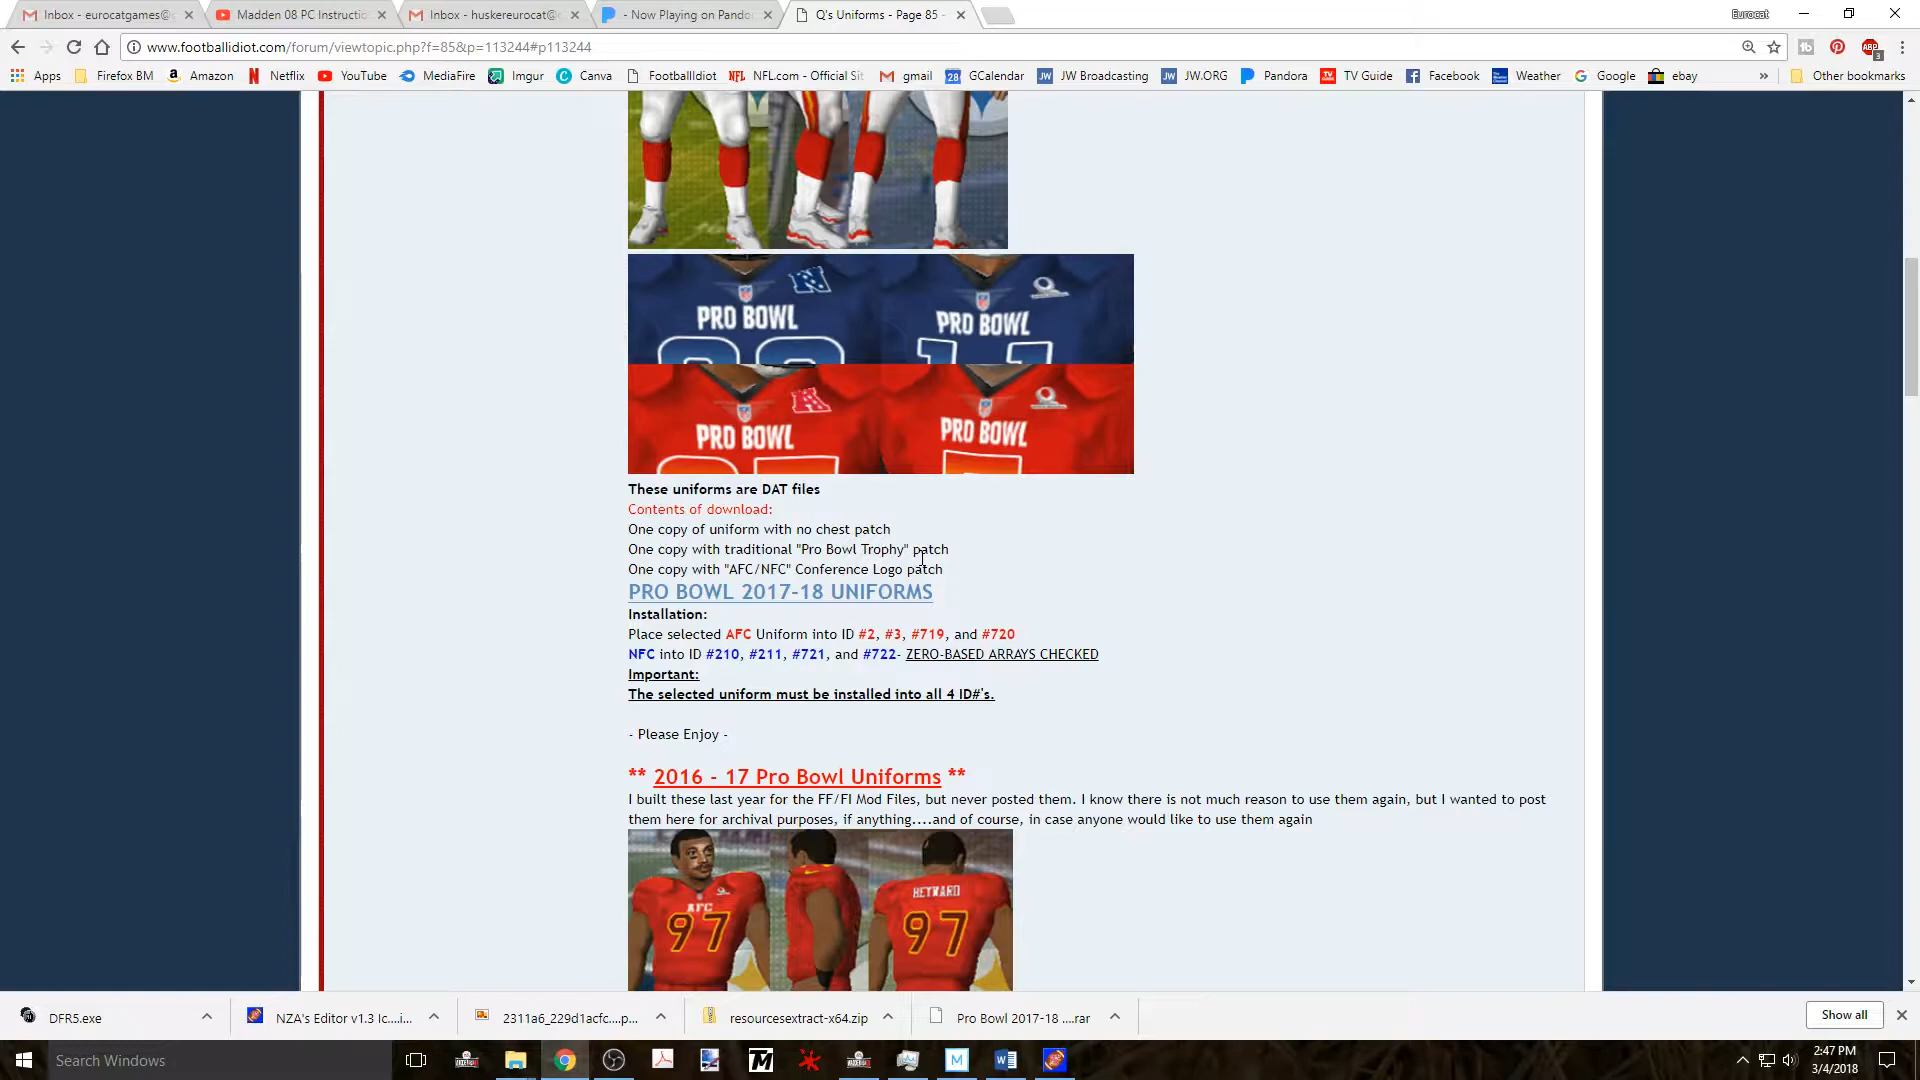 Inbox - eurocatgames@
Madden 08 PC Instructio
Inbox - huskereurocat@
- Now Playing on Pando
Q's Uniforms - Page 85 -
Eurocat
www.footballidiot.com/forum/viewtopic.php?f=85&p=113244#p113244
Apps
Firefox BM
Amazon
Netflix
YouTube
MediaFire
Imgur
Canva
FootballIdiot
NFL.com - Official Sit
gmail
GCalendar
JW Broadcasting
JW.ORG
Pandora
TV Guide
Facebook
Weather
Google
ebay
»
Other bookmarks
PRO BOWL
PRO BOWL
PRO BOWL
PRO BOWL
These uniforms are DAT files
Contents of download:
One copy of uniform with no chest patch
One copy with traditional "Pro Bowl Trophy" patch
One copy with "AFC/NFC" Conference Logo patch
PRO BOWL 2017-18 UNIFORMS
Installation:
Place selected AFC Uniform into ID #2, #3, #719, and #720
NFC into ID #210, #211, #721, and #722- ZERO-BASED ARRAYS CHECKED
Important:
The selected uniform must be installed into all 4 ID#'s.
- Please Enjoy -
** 2016 - 17 Pro Bowl Uniforms **
I built these last year for the FF/FI Mod Files, but never posted them. I know there is not much reason to use them again, but I wanted to post
them here for archival purposes, if anything....and of course, in case anyone would like to use them again
AFC
97
HEYWARD
97
DFR5.exe
NZA's Editor v1.3 Ic....i...
2311a6_229d1acfc....p...
resourcesextract-x64.zip
Pro Bowl 2017-18 ....rar
Show all
Search Windows
2:47 PM
3/4/2018